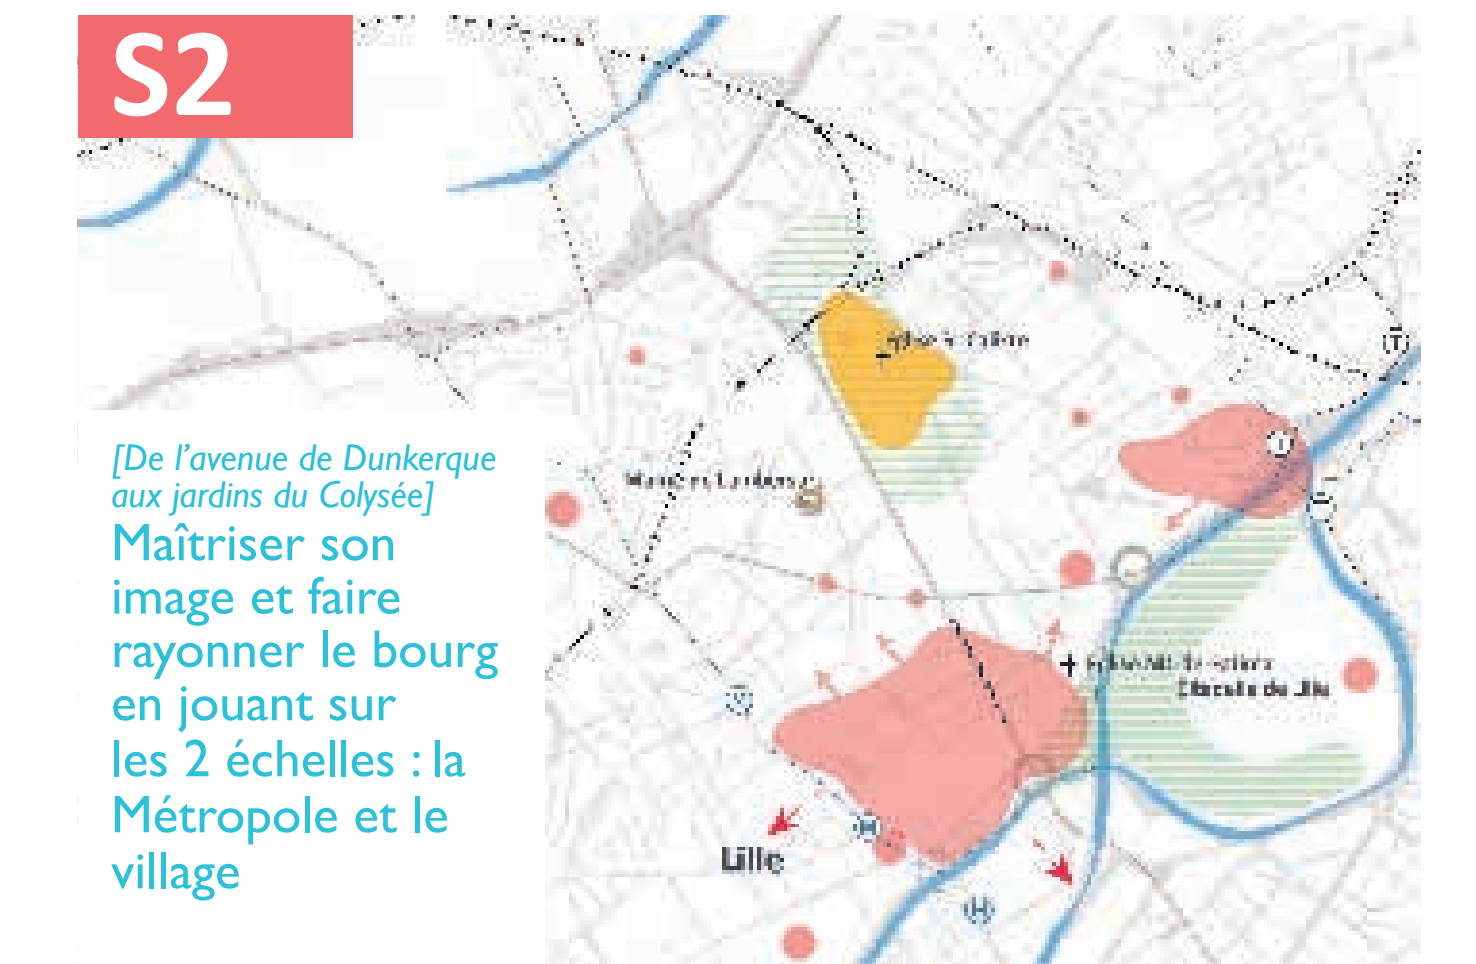 S2
[De l’avenue de Dunkerque
aux jardins du Colysée]
Maîtriser son
image et faire
rayonner le bourg
en jouant sur
les 2 échelles : la
Métropole et le
village
Lille